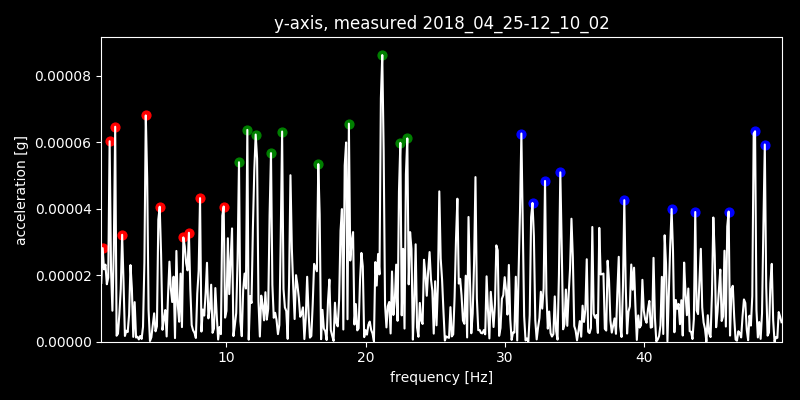 y-axis, measured 2018_04_25-12_10_02
0.00008
0.00006
0.00004
0.00002
0.00000
acceleration [g]
10 20 30 40
frequency [Hz]